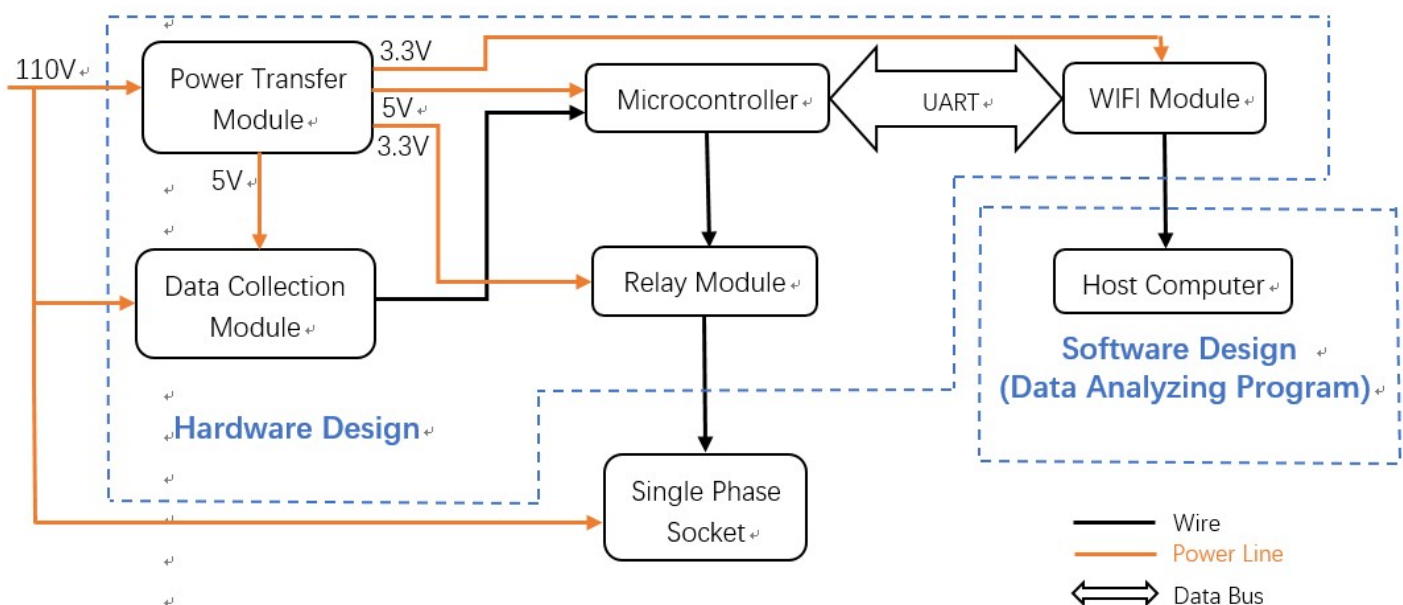 110V
Power Transfer
Module
3.3V
5V
3.3V
5V
Microcontroller
UART
WIFI Module
Data Collection
Module
Relay Module
Host Computer
Software Design
(Data Analyzing Program)
Hardware Design
Single Phase
Socket
Wire
Power Line
Data Bus